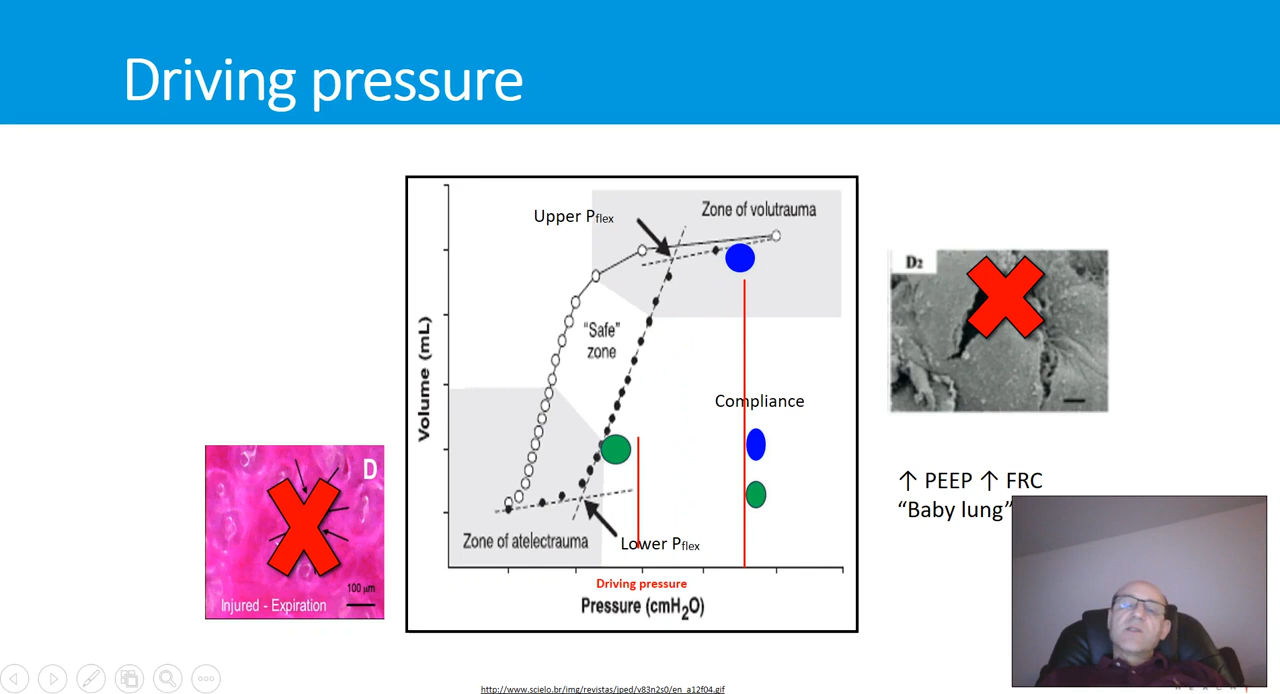 Driving pressure
Upper Pflex
Zone of volutrauma
"Safe"
zone
Volume (mL)
Compliance
Zone of atelectrauma
Lower Pflex
Driving pressure
Pressure (cmH2O)
D2
↑ PEEP ↑ FRC
“Baby lung”
D
100 µm
Injured - Expiration
http://www.scielo.br/img/revistas/jped/v83n2s0/en_a12f04.gif